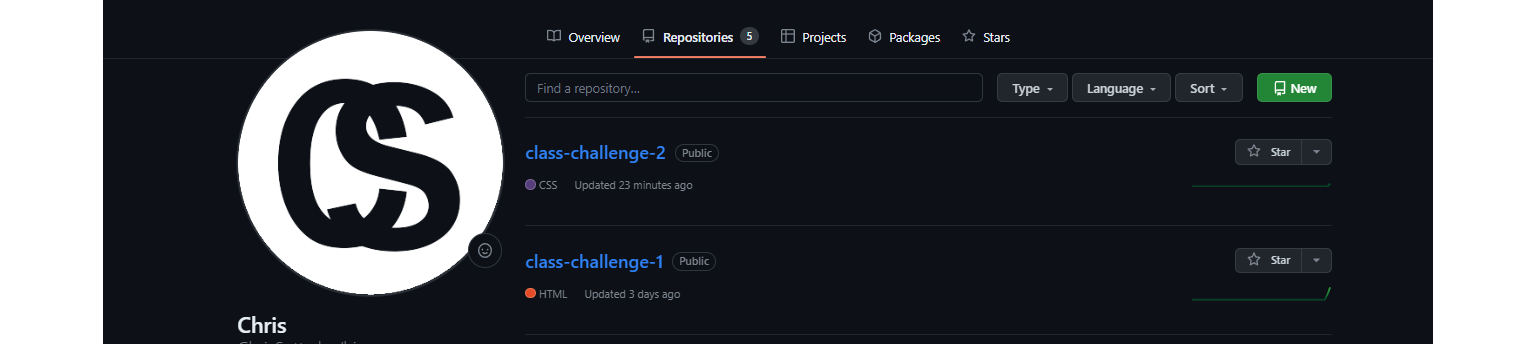 Overview Repositories 5 Projects Packages Stars
Find a repository... Type Language Sort New
class-challenge-2 Public Star
CSS Updated 23 minutes ago
class-challenge-1 Public Star
HTML Updated 3 days ago
CS
Chris